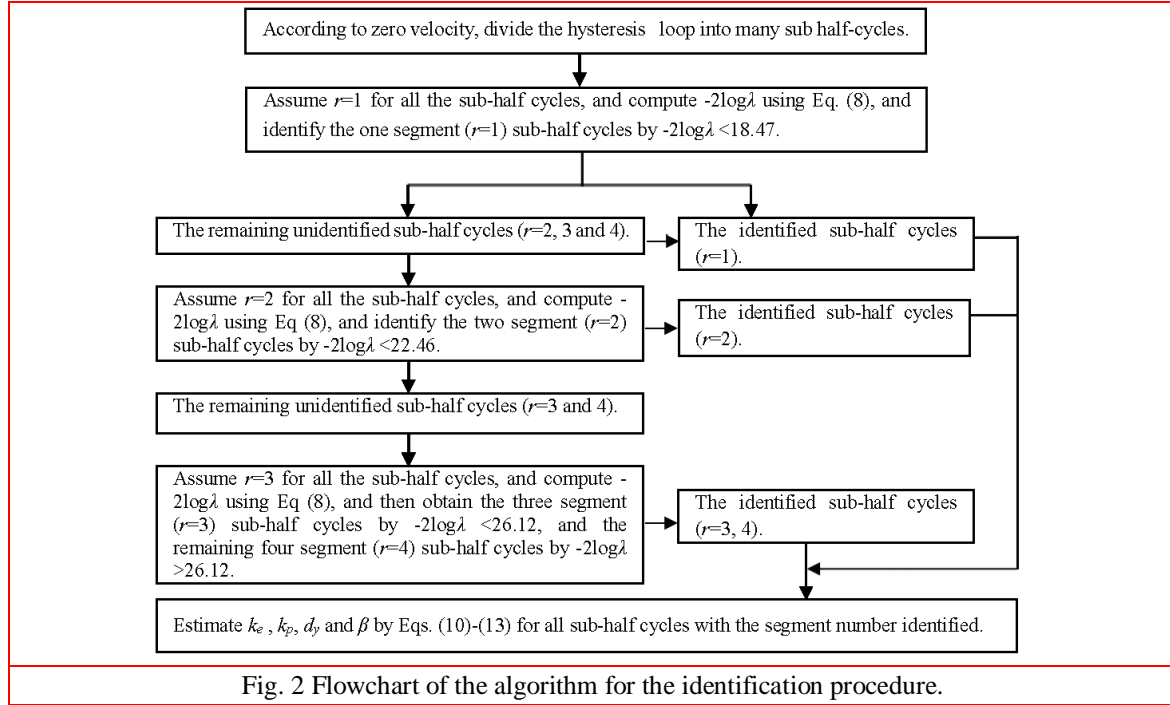 According to zero velocity, divide the hysteresis loop into many sub half-cycles.
Assume r=1 for all the sub-half cycles, and compute -2logλ using Eq. (8), and
identify the one segment (r=1) sub-half cycles by -2logλ <18.47.
The remaining unidentified sub-half cycles (r=2, 3 and 4).
The identified sub-half cycles
(r=1).
Assume r=2 for all the sub-half cycles, and compute -
2logλ using Eq (8), and identify the two segment (r=2)
sub-half cycles by -2logλ <22.46.
The identified sub-half cycles
(r=2).
The remaining unidentified sub-half cycles (r=3 and 4).
Assume r=3 for all the sub-half cycles, and compute -
2logλ using Eq (8), and then obtain the three segment
(r=3) sub-half cycles by -2logλ <26.12, and the
remaining four segment (r=4) sub-half cycles by -2logλ
>26.12.
The identified sub-half cycles
(r=3, 4).
Estimate ke , kp, dy and β by Eqs. (10)-(13) for all sub-half cycles with the segment number identified.
Fig. 2 Flowchart of the algorithm for the identification procedure.